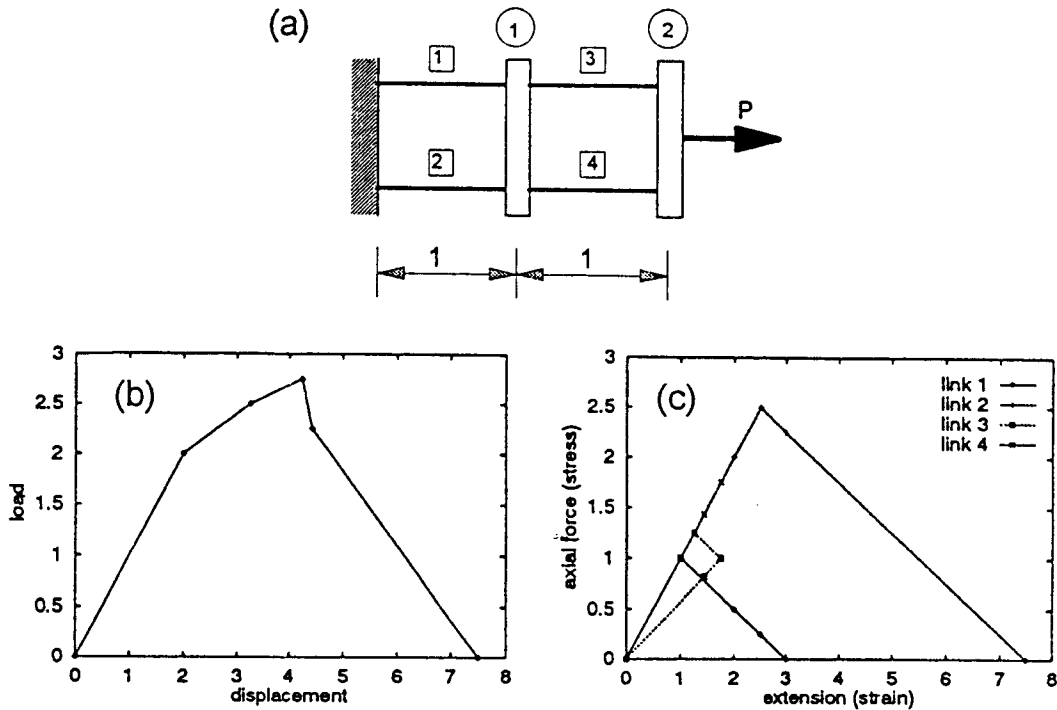 (a)
1
2
1
3
P
2
4
1
1
(b)
3
2.5
2
1.5
1
0.5
0
load
0 1 2 3 4 5 6 7 8
displacement
(c)
3
2.5
2
1.5
1
0.5
0
axial force (stress)
link 1
link 2
link 3
link 4
0 1 2 3 4 5 6 7 8
extension (strain)